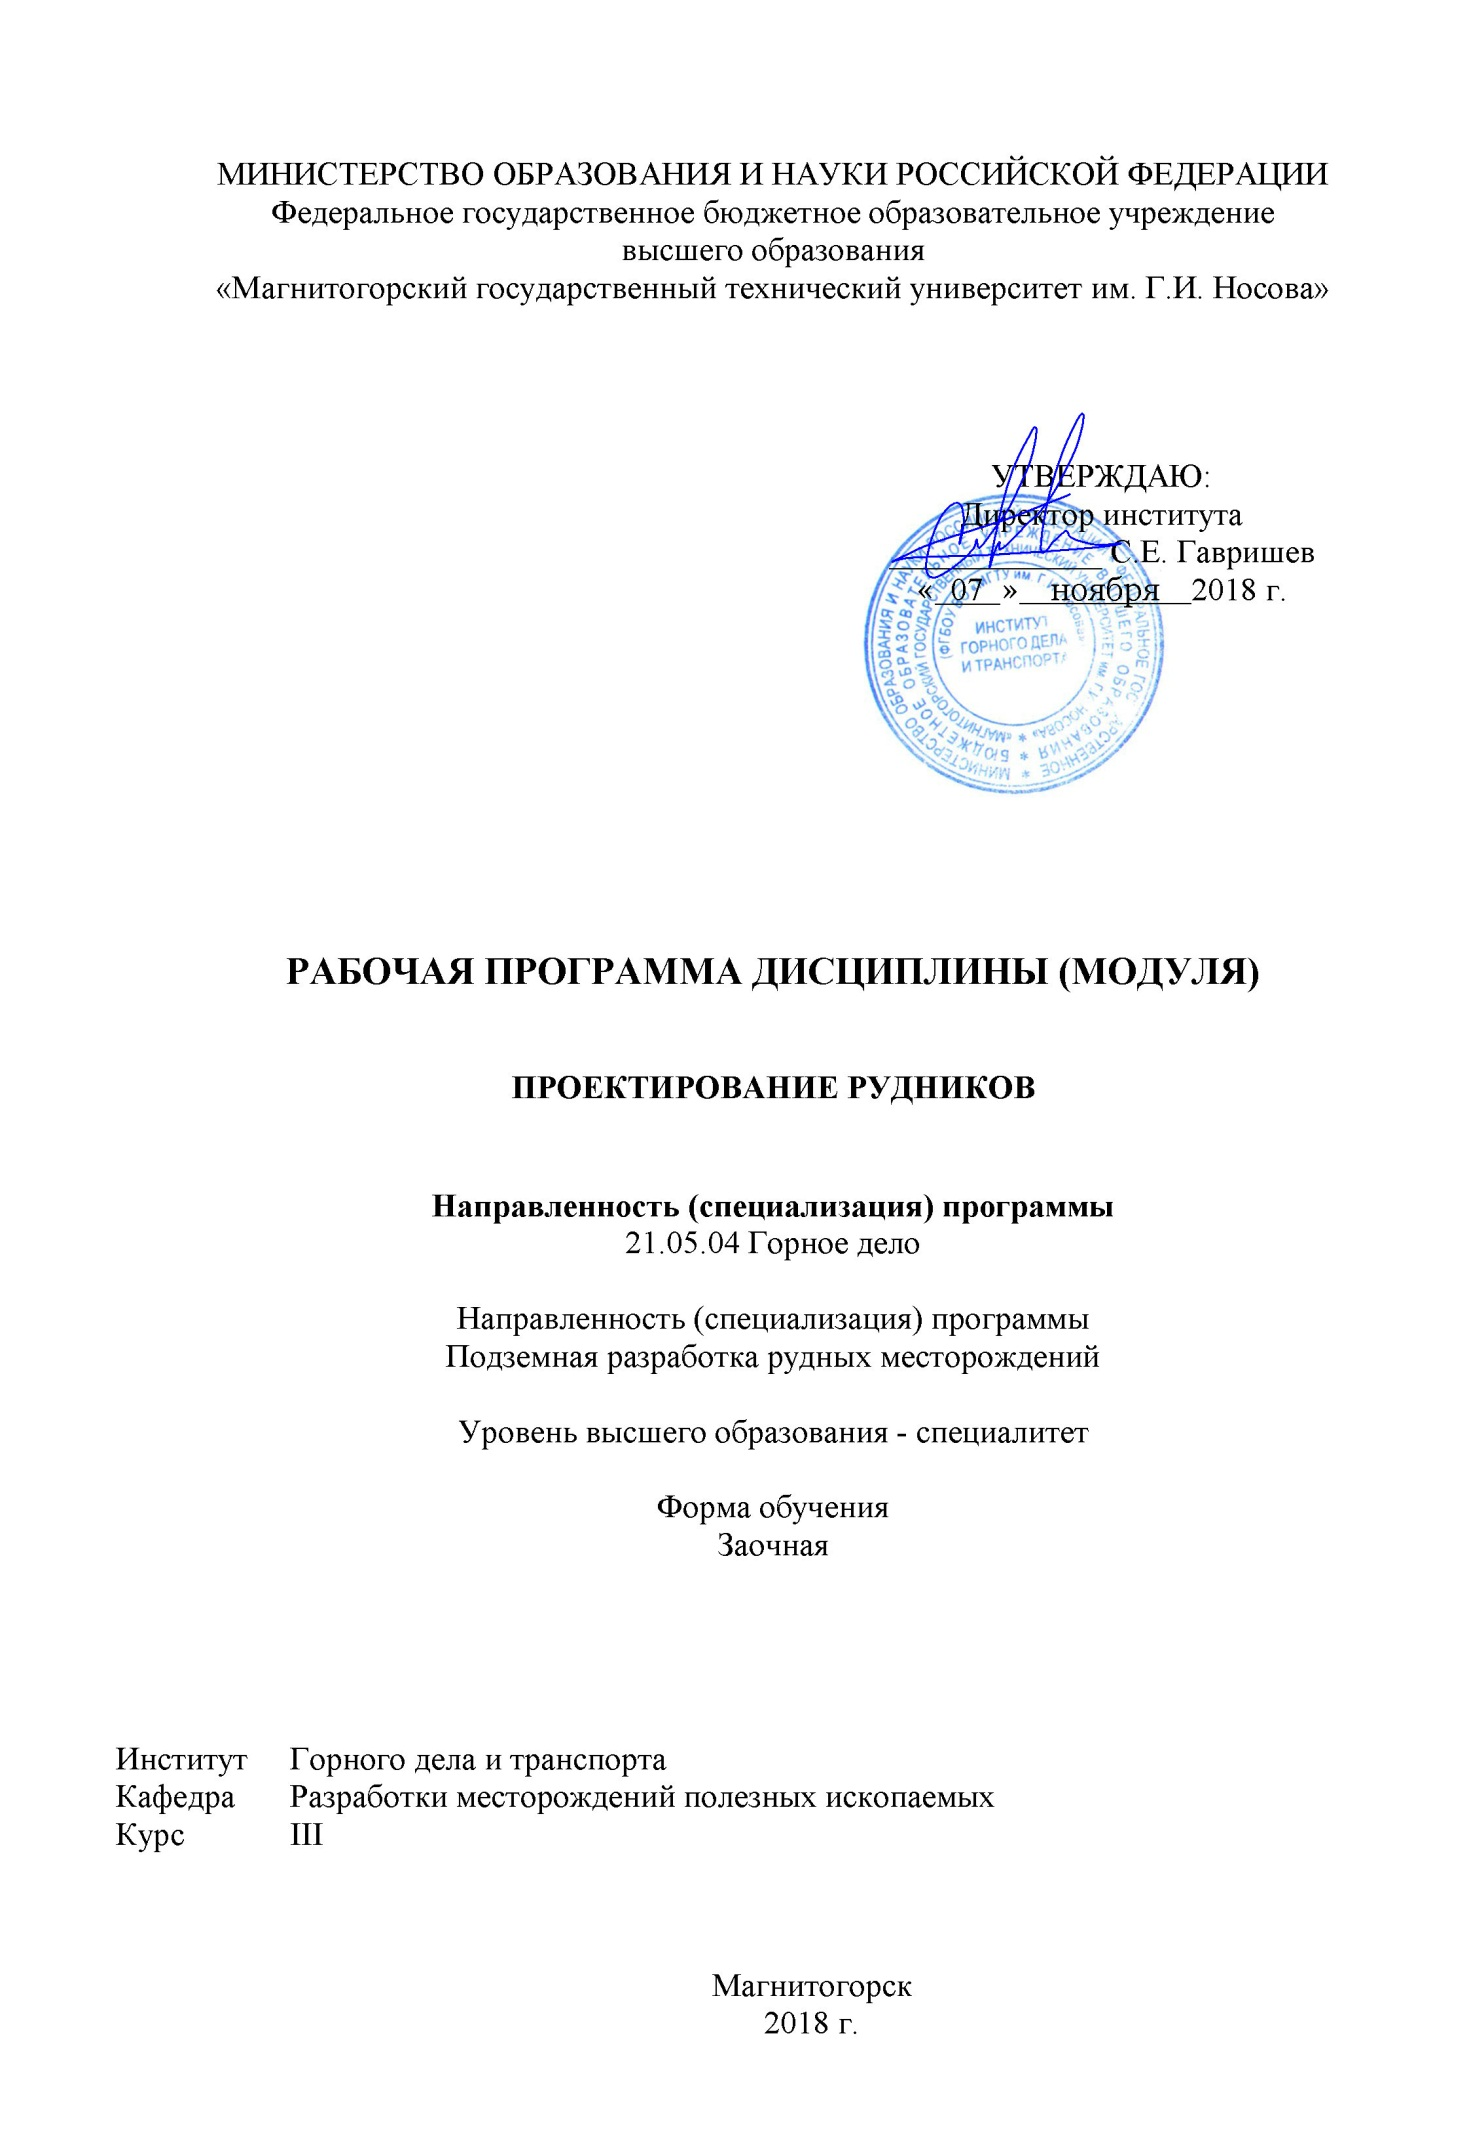 МИНИСТЕРСТВО ОБРАЗОВАНИЯ И НАУКИ РОССИЙСКОЙ ФЕДЕРАЦИИ
Федеральное государственное бюджетное образовательное учреждение
высшего образования
«Магнитогорский государственный технический университет им. Г.И. Носова»
УТВЕРЖДАЮ:
Директор института
С.Е. Гавришев
« 07 » ноября 2018 г.
ИНСТИТУТ
ГОРНОГО ДЕЛА
И ТРАНСПОРТА
РАБОЧАЯ ПРОГРАММА ДИСЦИПЛИНЫ (МОДУЛЯ)
ПРОЕКТИРОВАНИЕ РУДНИКОВ
Направленность (специализация) программы
21.05.04 Горное дело
Направленность (специализация) программы
Подземная разработка рудных месторождений
Уровень высшего образования - специалитет
Форма обучения
Заочная
Институт Горного дела и транспорта
Кафедра Разработки месторождений полезных ископаемых
Курс III
Магнитогорск
2018 г.